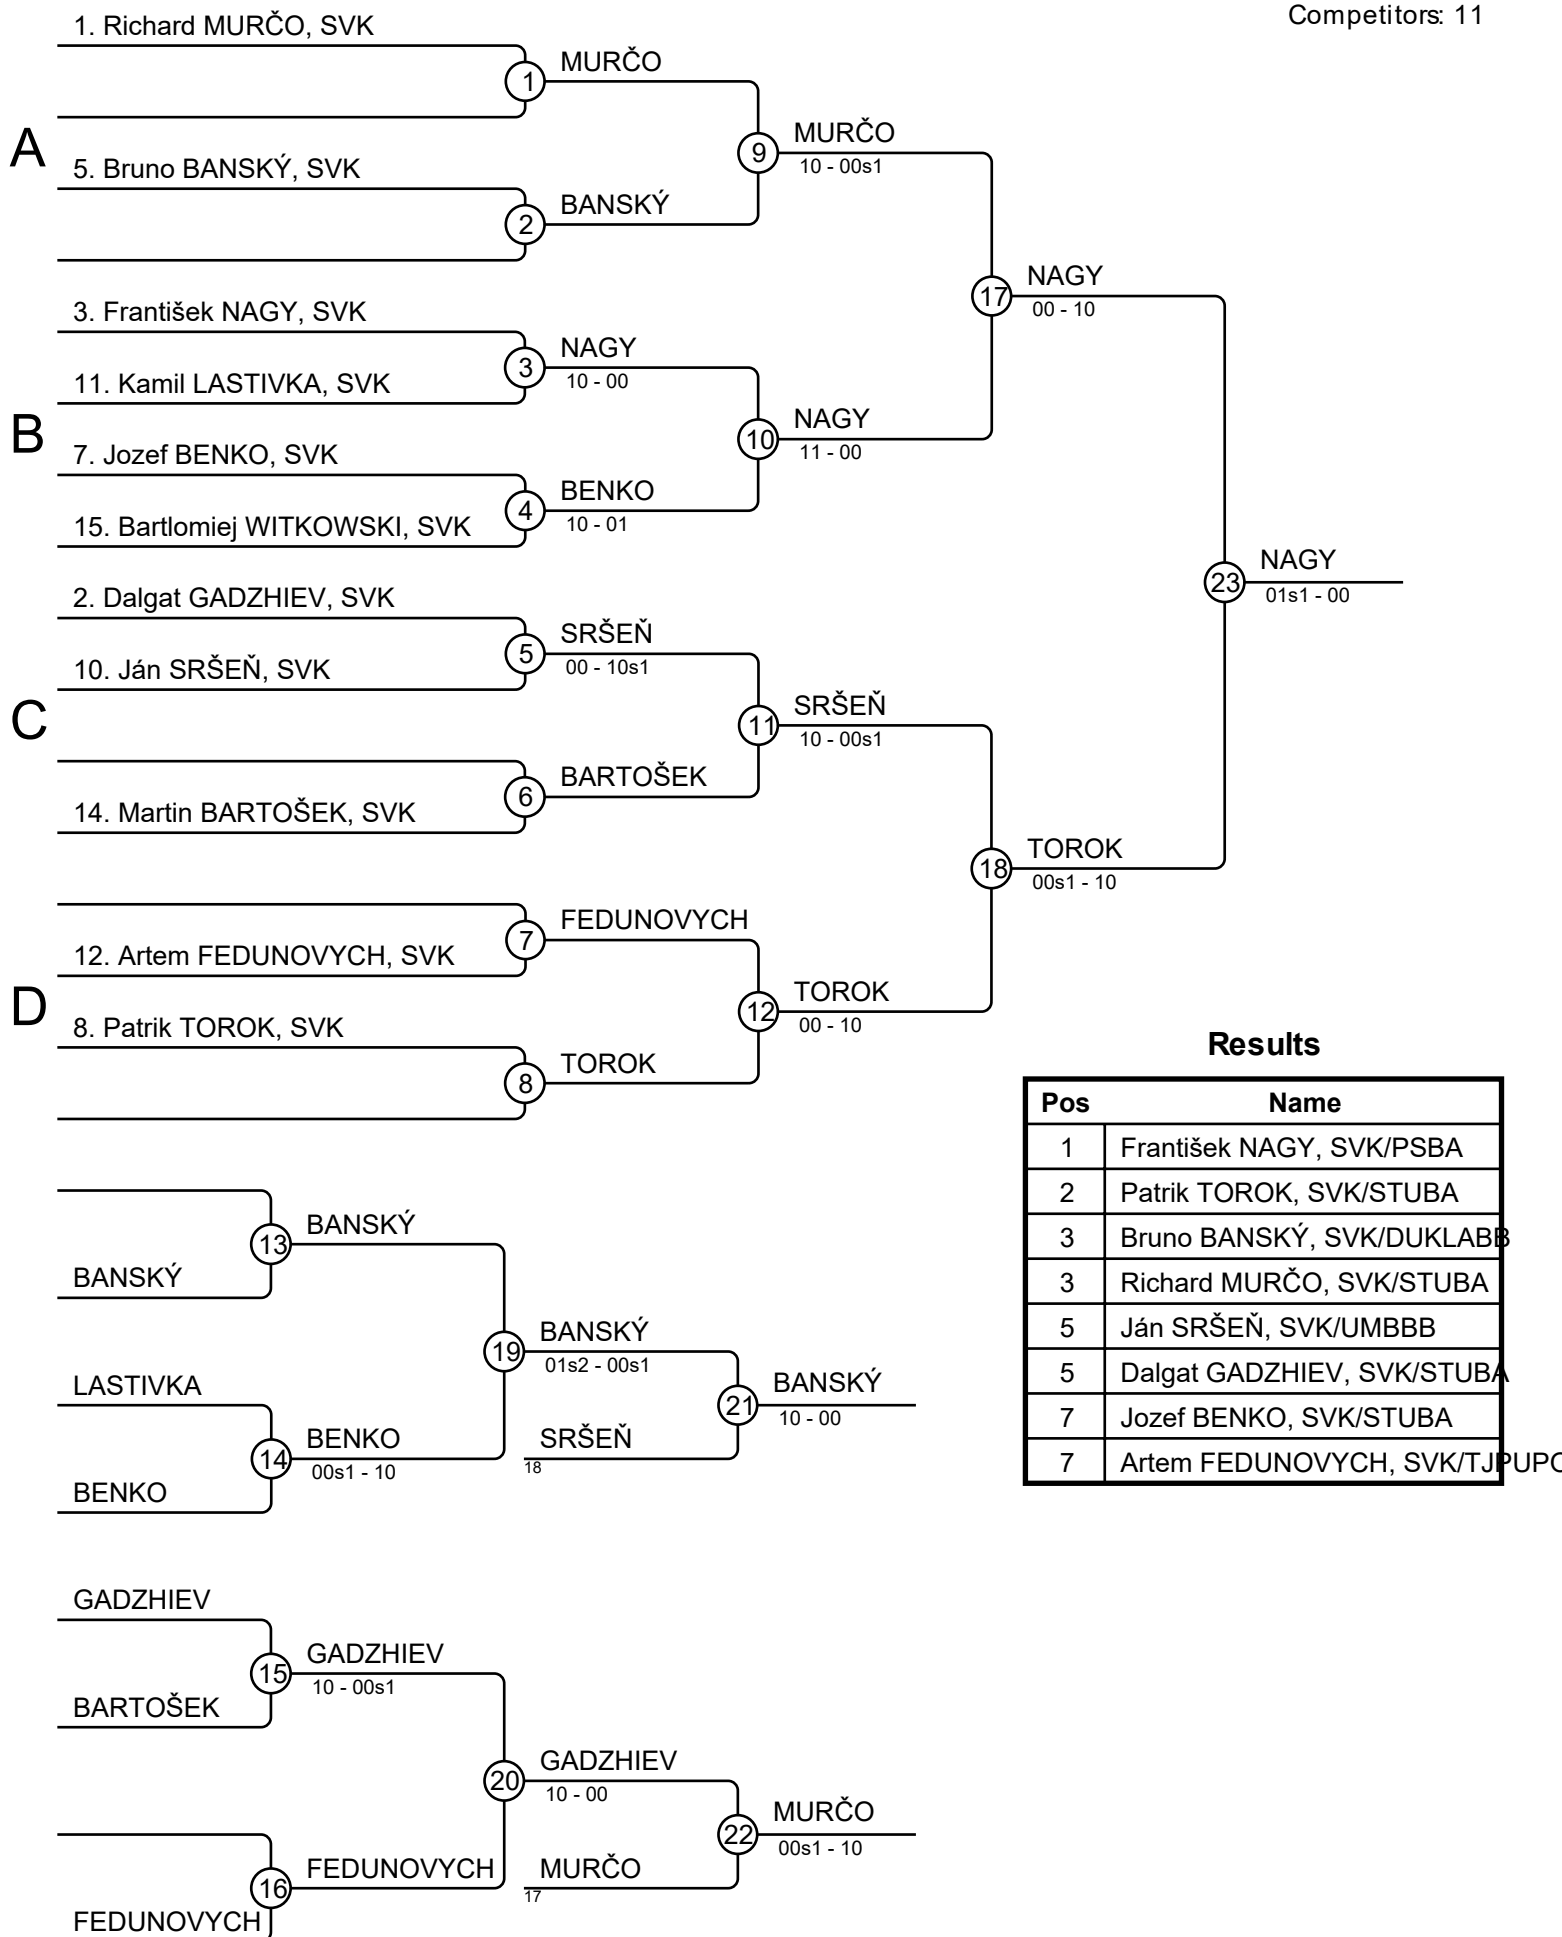 Competitors: 11
1. Richard MURČO, SVK
1
MURČO
A
5. Bruno BANSKÝ, SVK
2
BANSKÝ
9
MURČO
10 - 00s1
3. František NAGY, SVK
11. Kamil LASTIVKA, SVK
3
NAGY
10 - 00
B
7. Jozef BENKO, SVK
15. Bartlomiej WITKOWSKI, SVK
4
BENKO
10 - 01
10
NAGY
11 - 00
17
NAGY
00 - 10
2. Dalgat GADZHIEV, SVK
10. Ján SRŠEŇ, SVK
5
SRŠEŇ
00 - 10s1
C
14. Martin BARTOŠEK, SVK
6
BARTOŠEK
11
SRŠEŇ
10 - 00s1
12. Artem FEDUNOVYCH, SVK
7
FEDUNOVYCH
D
8. Patrik TOROK, SVK
8
TOROK
12
TOROK
00 - 10
18
TOROK
00s1 - 10
23
NAGY
01s1 - 00
Results
Pos Name
1 František NAGY, SVK/PSBA
2 Patrik TOROK, SVK/STUBA
3 Bruno BANSKÝ, SVK/DUKLABB
3 Richard MURČO, SVK/STUBA
5 Ján SRŠEŇ, SVK/UMBBB
5 Dalgat GADZHIEV, SVK/STUBA
7 Jozef BENKO, SVK/STUBA
7 Artem FEDUNOVYCH, SVK/TJPUPO
BANSKÝ
13
BANSKÝ
LASTIVKA
BENKO
14
BENKO
00s1 - 10
19
BANSKÝ
01s2 - 00s1
SRŠEŇ
18
21
BANSKÝ
10 - 00
GADZHIEV
BARTOŠEK
15
GADZHIEV
10 - 00s1
FEDUNOVYCH
16
FEDUNOVYCH
20
GADZHIEV
10 - 00
MURČO
17
22
MURČO
00s1 - 10